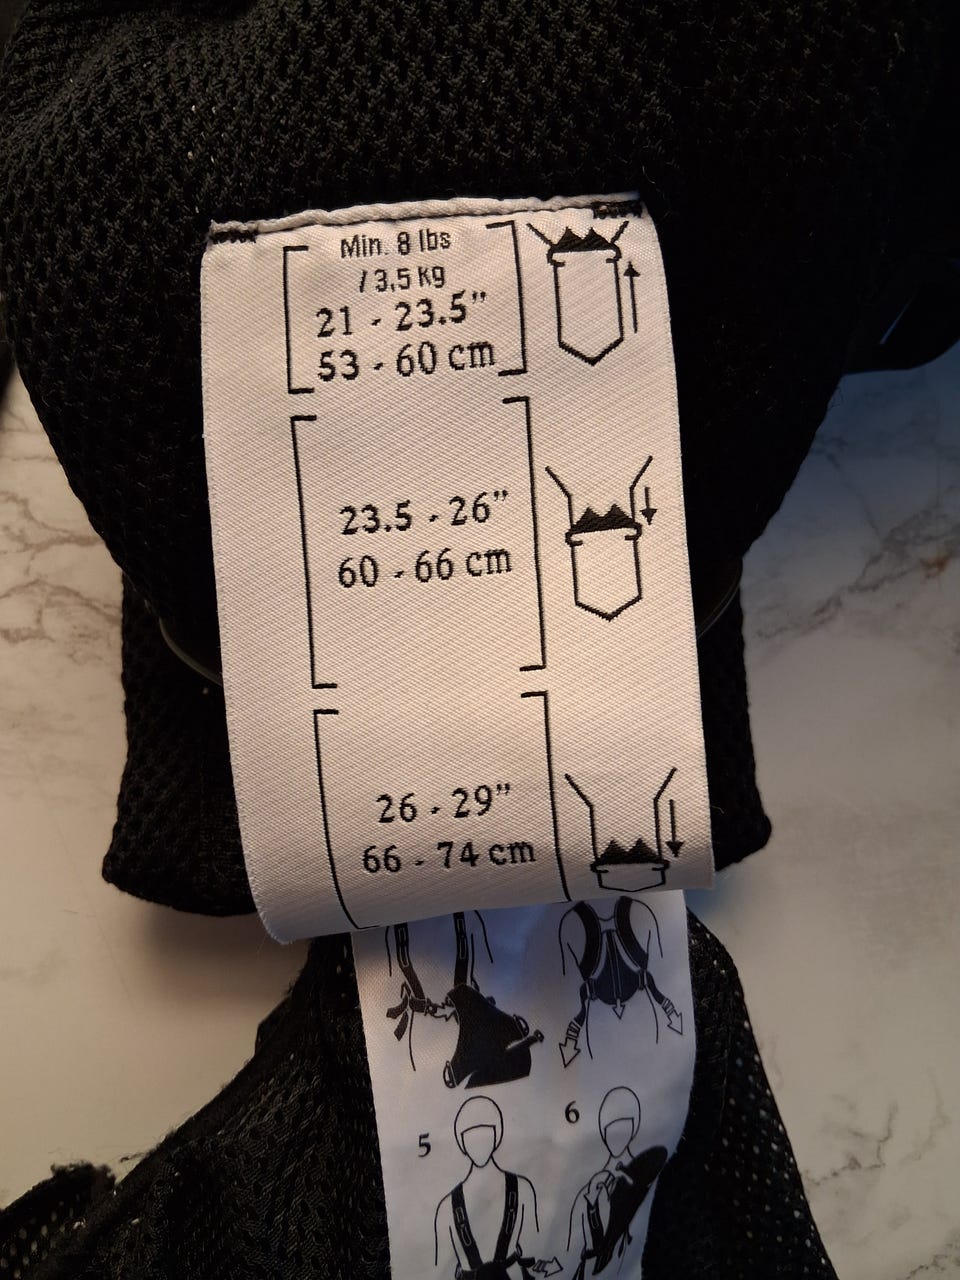 Min. 8 lbs
/ 3,5 kg
21 - 23.5”
53 - 60 cm
23.5 - 26”
60 - 66 cm
26 - 29”
66 - 74 cm
5
6